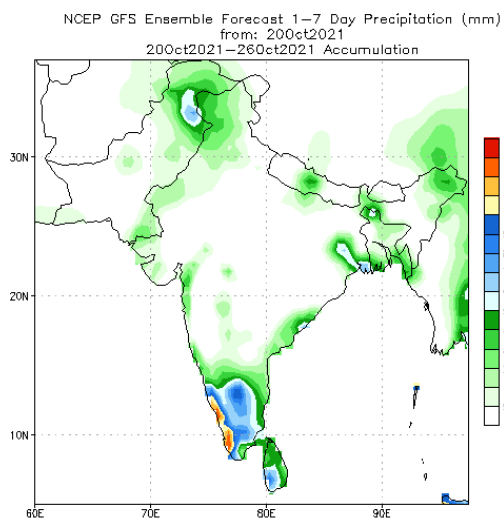 NCEP GFS Ensemble Forecast 1-7 Day Precipitation (mm)
from: 20Oct2021
20Oct2021-26Oct2021 Accumulation
30N
20N
10N
60E 70E 80E 90E